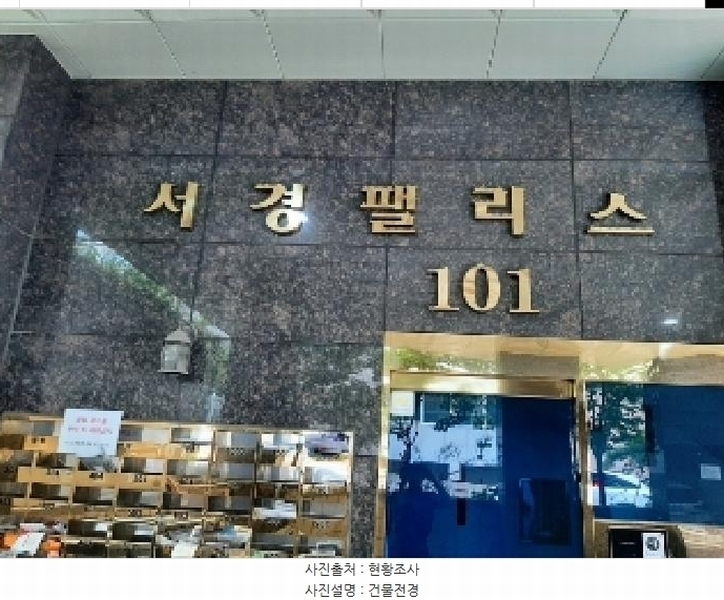 서경팰리스
101
사진출처 : 현황조사
사진설명 : 건물전경